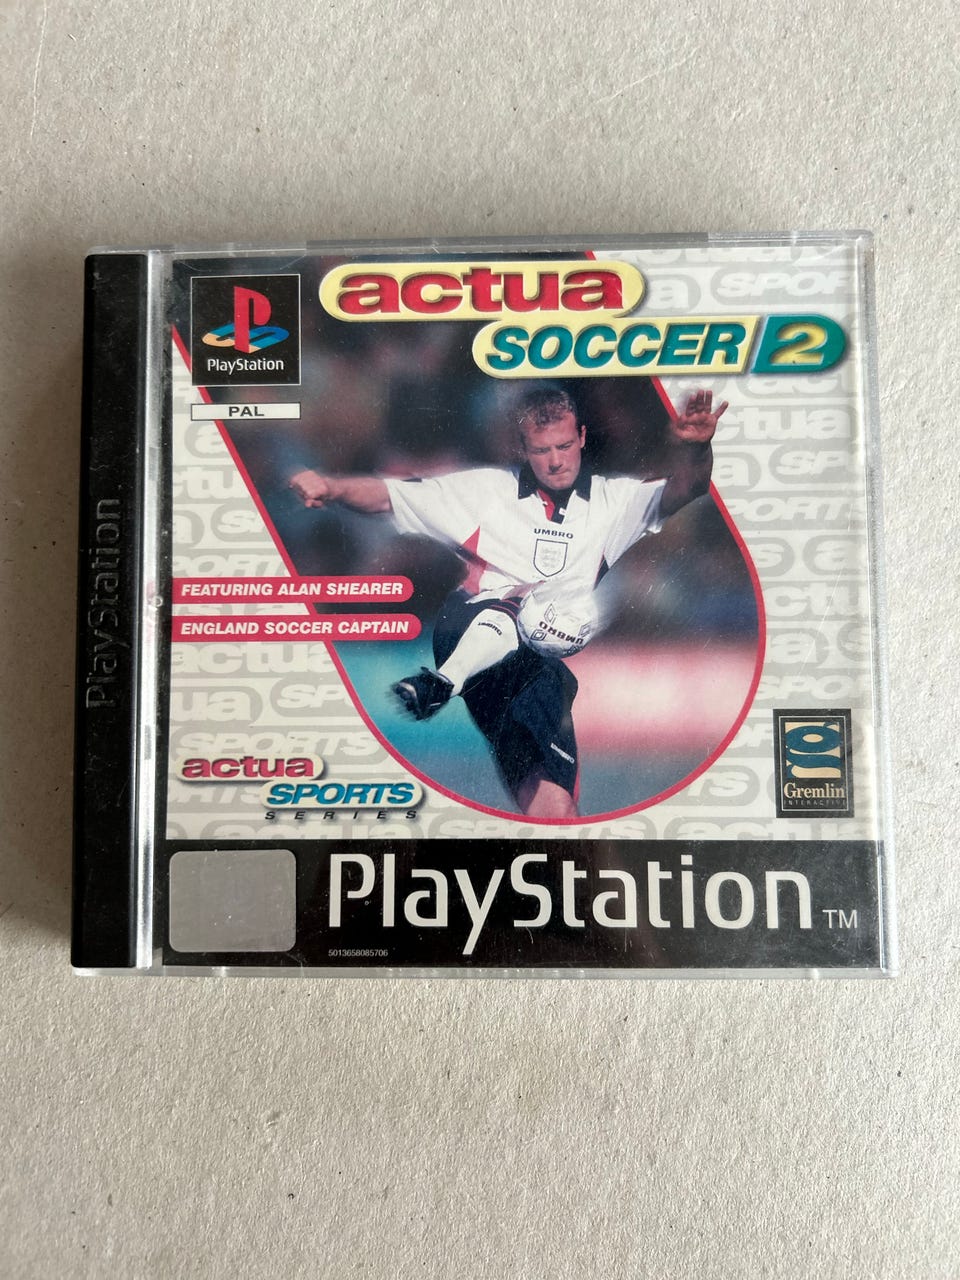 actua
SOCCER 2
PlayStation
PAL
UMBRO
UMBRO
UMBRO
FEATURING ALAN SHEARER
ENGLAND SOCCER CAPTAIN
PlayStation
actua
SPORTS
SERIES
Gremlin
INTERACTIVE
PlayStation TM
5013658085706